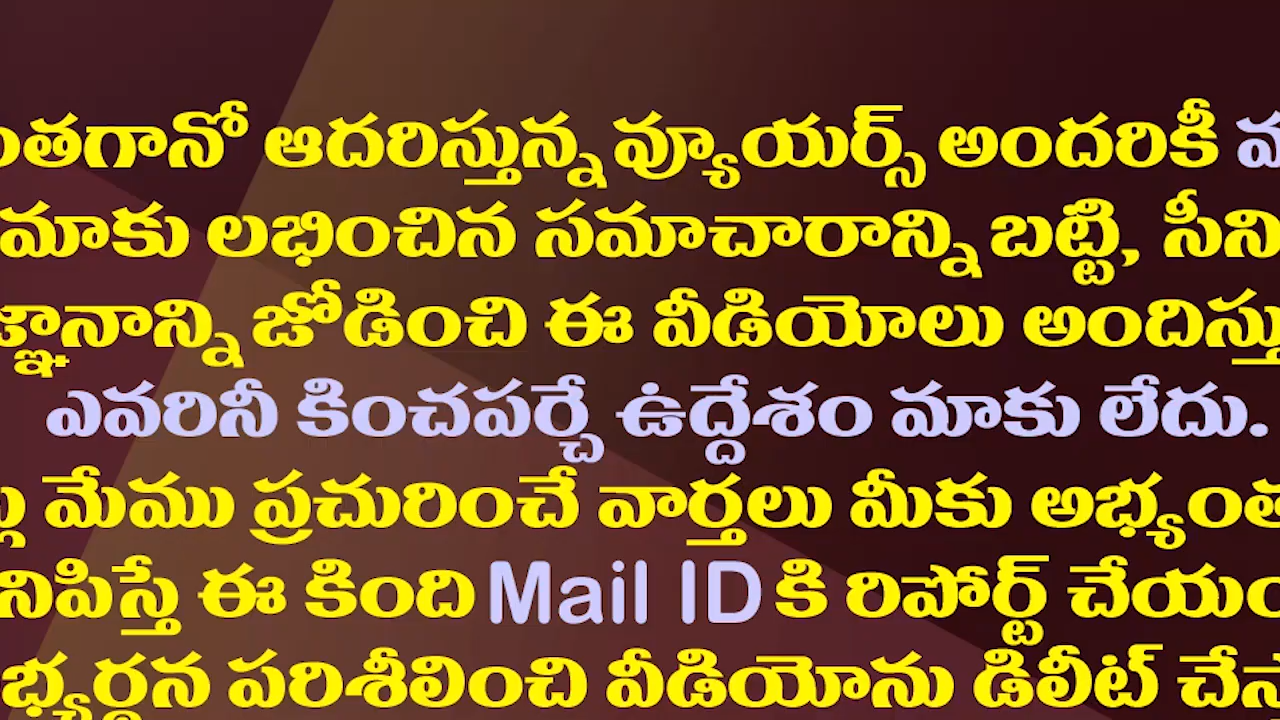 ంతగానో ఆదరిస్తున్న వ్యూయర్స్ అందరికీ
మాకు లభించిన సమాచారాన్ని బట్టి, సీని
జ్ఞానాన్ని జోడించి ఈ వీడియోలు అందిస్తు
ఎవరినీ కించపర్చే ఉద్దేశం మాకు లేదు.
మేము ప్రచురించే వార్తలు మీకు అభ్యంత
నిపిస్తే ఈ కింది Mail ID కి రిపోర్ట్ చేయం
భ్యర్థన పరిశీలించి వీడియోను డిలీట్ చేస